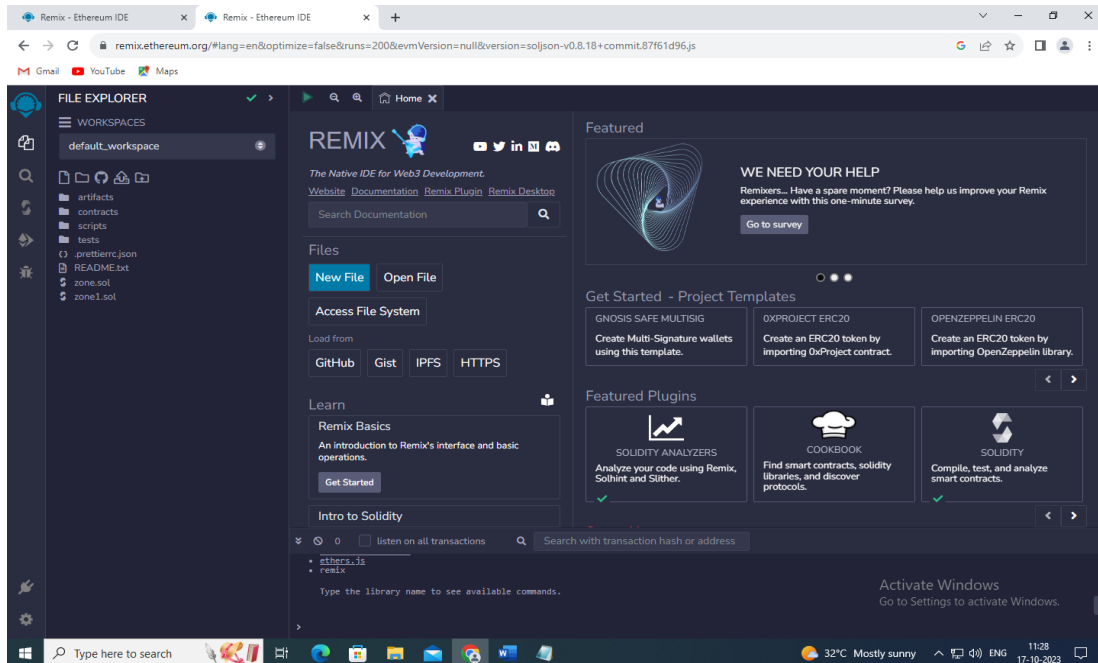 Remix - Ethereum IDE
Remix - Ethereum IDE
remix.ethereum.org/#lang=en&optimize=false&runs=200&evmVersion=null&version=soljson-v0.8.18+commit.87f61d96.js
Gmail YouTube Maps
FILE EXPLORER
WORKSPACES
default_workspace
artifacts
contracts
scripts
tests
.prettierrc.json
README.txt
zone.sol
zone1.sol
Home
REMIX
The Native IDE for Web3 Development.
Website Documentation Remix Plugin Remix Desktop
Search Documentation
Files
New File Open File
Access File System
Load from
GitHub Gist IPFS HTTPS
Learn
Remix Basics
An introduction to Remix's interface and basic
operations.
Get Started
Intro to Solidity
Featured
WE NEED YOUR HELP
Remixers... Have a spare moment? Please help us improve your Remix
experience with this one-minute survey.
Go to survey
Get Started - Project Templates
GNOSIS SAFE MULTISIG
Create Multi-Signature wallets
using this template.
0XPROJECT ERC20
Create an ERC20 token by
importing 0xProject contract.
OPENZEPPELIN ERC20
Create an ERC20 token by
importing OpenZeppelin library.
Featured Plugins
SOLIDITY ANALYZERS
Analyze your code using Remix,
Solhint and Slither.
COOKBOOK
Find smart contracts, solidity
libraries, and discover
protocols.
SOLIDITY
Compile, test, and analyze
smart contracts.
0 listen on all transactions Search with transaction hash or address
ethers.js
remix
Type the library name to see available commands.
>
Activate Windows
Go to Settings to activate Windows.
Type here to search
32°C Mostly sunny
ENG
11:28
17-10-2023